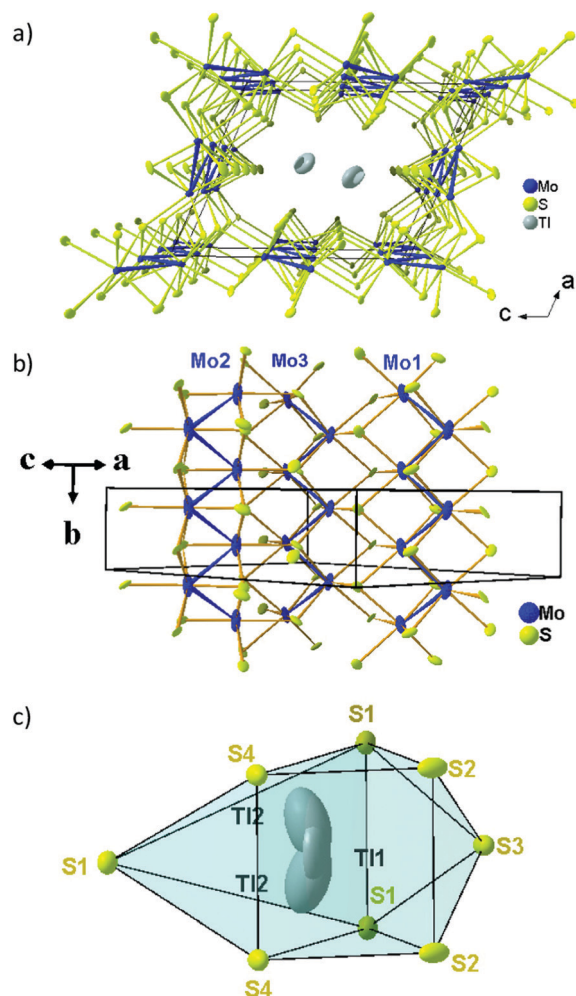 a)
Mo
S
Tl
a
c
b)
Mo2 Mo3 Mo1
c a
b
Mo
S
c)
S1
S4 S2
Tl2
S1 Tl1 S3
Tl2 S1
S4 S2